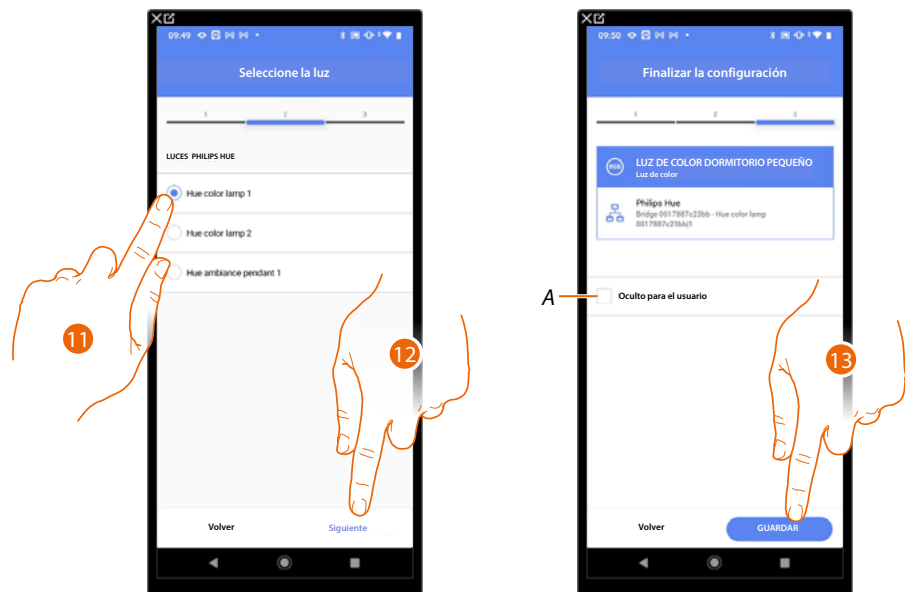 09:49
Seleccione la luz
1 2 3
LUCES PHILIPS HUE
Hue color lamp 1
Hue color lamp 2
Hue ambiance pendant 1
11
12
Volver Siguiente
09:50
Finalizar la configuración
1 2 3
RGB
LUZ DE COLOR DORMITORIO PEQUEÑO
Luz de color
Philips Hue
Bridge 0017887c23bb - Hue color lamp
A
Oculto para el usuario
13
Volver GUARDAR